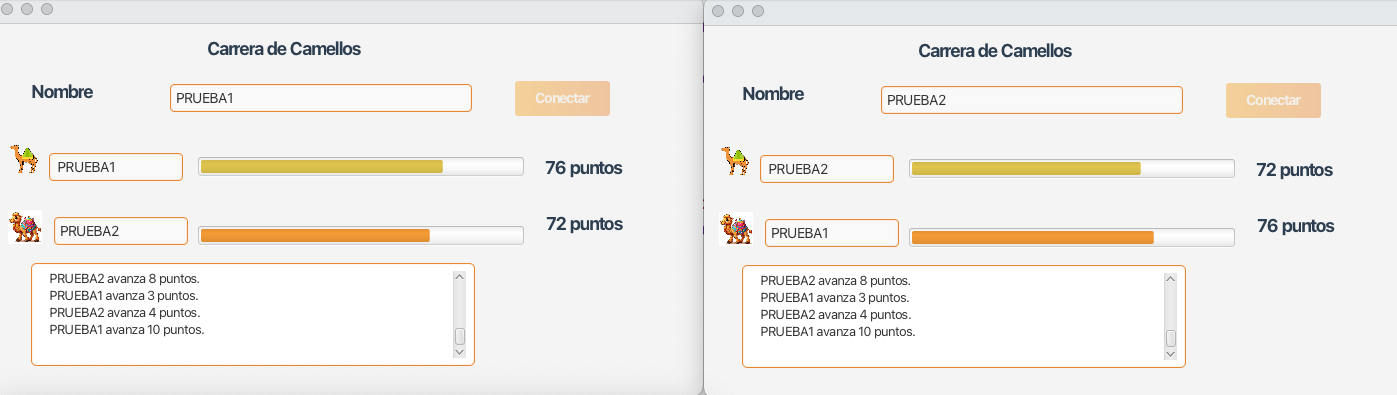 Carrera de Camellos
Nombre
PRUEBA1
Conectar
PRUEBA1
76 puntos
PRUEBA2
72 puntos
PRUEBA2 avanza 8 puntos.
PRUEBA1 avanza 3 puntos.
PRUEBA2 avanza 4 puntos.
PRUEBA1 avanza 10 puntos.
Carrera de Camellos
Nombre
PRUEBA2
Conectar
PRUEBA2
72 puntos
PRUEBA1
76 puntos
PRUEBA2 avanza 8 puntos.
PRUEBA1 avanza 3 puntos.
PRUEBA2 avanza 4 puntos.
PRUEBA1 avanza 10 puntos.